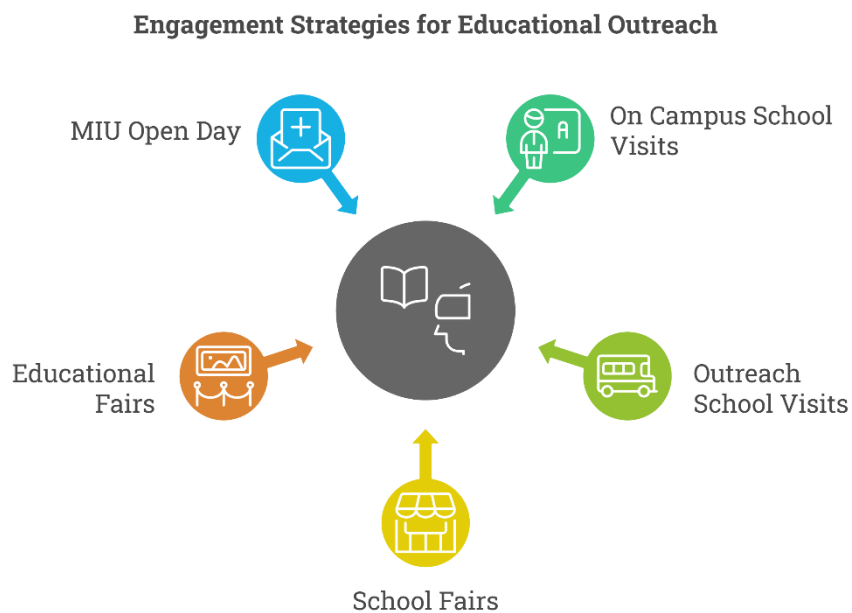 Engagement Strategies for Educational Outreach
MIU Open Day
On Campus School
Visits
A
Educational
Fairs
Outreach
School Visits
School Fairs